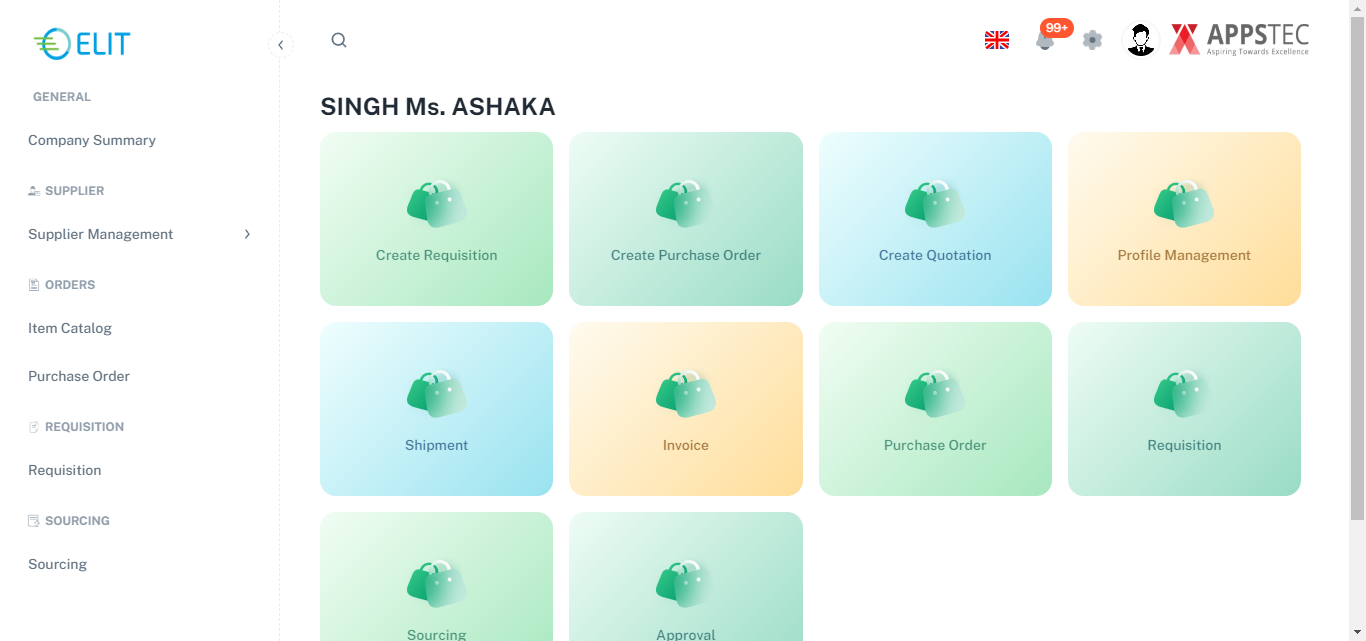 ELIT
99+
APPSTEC
Aspiring Towards Excellence
GENERAL
Company Summary
SUPPLIER
Supplier Management
ORDERS
Item Catalog
Purchase Order
REQUISITION
Requisition
SOURCING
Sourcing
SINGH Ms. ASHAKA
Create Requisition
Create Purchase Order
Create Quotation
Profile Management
Shipment
Invoice
Purchase Order
Requisition
Sourcing
Approval